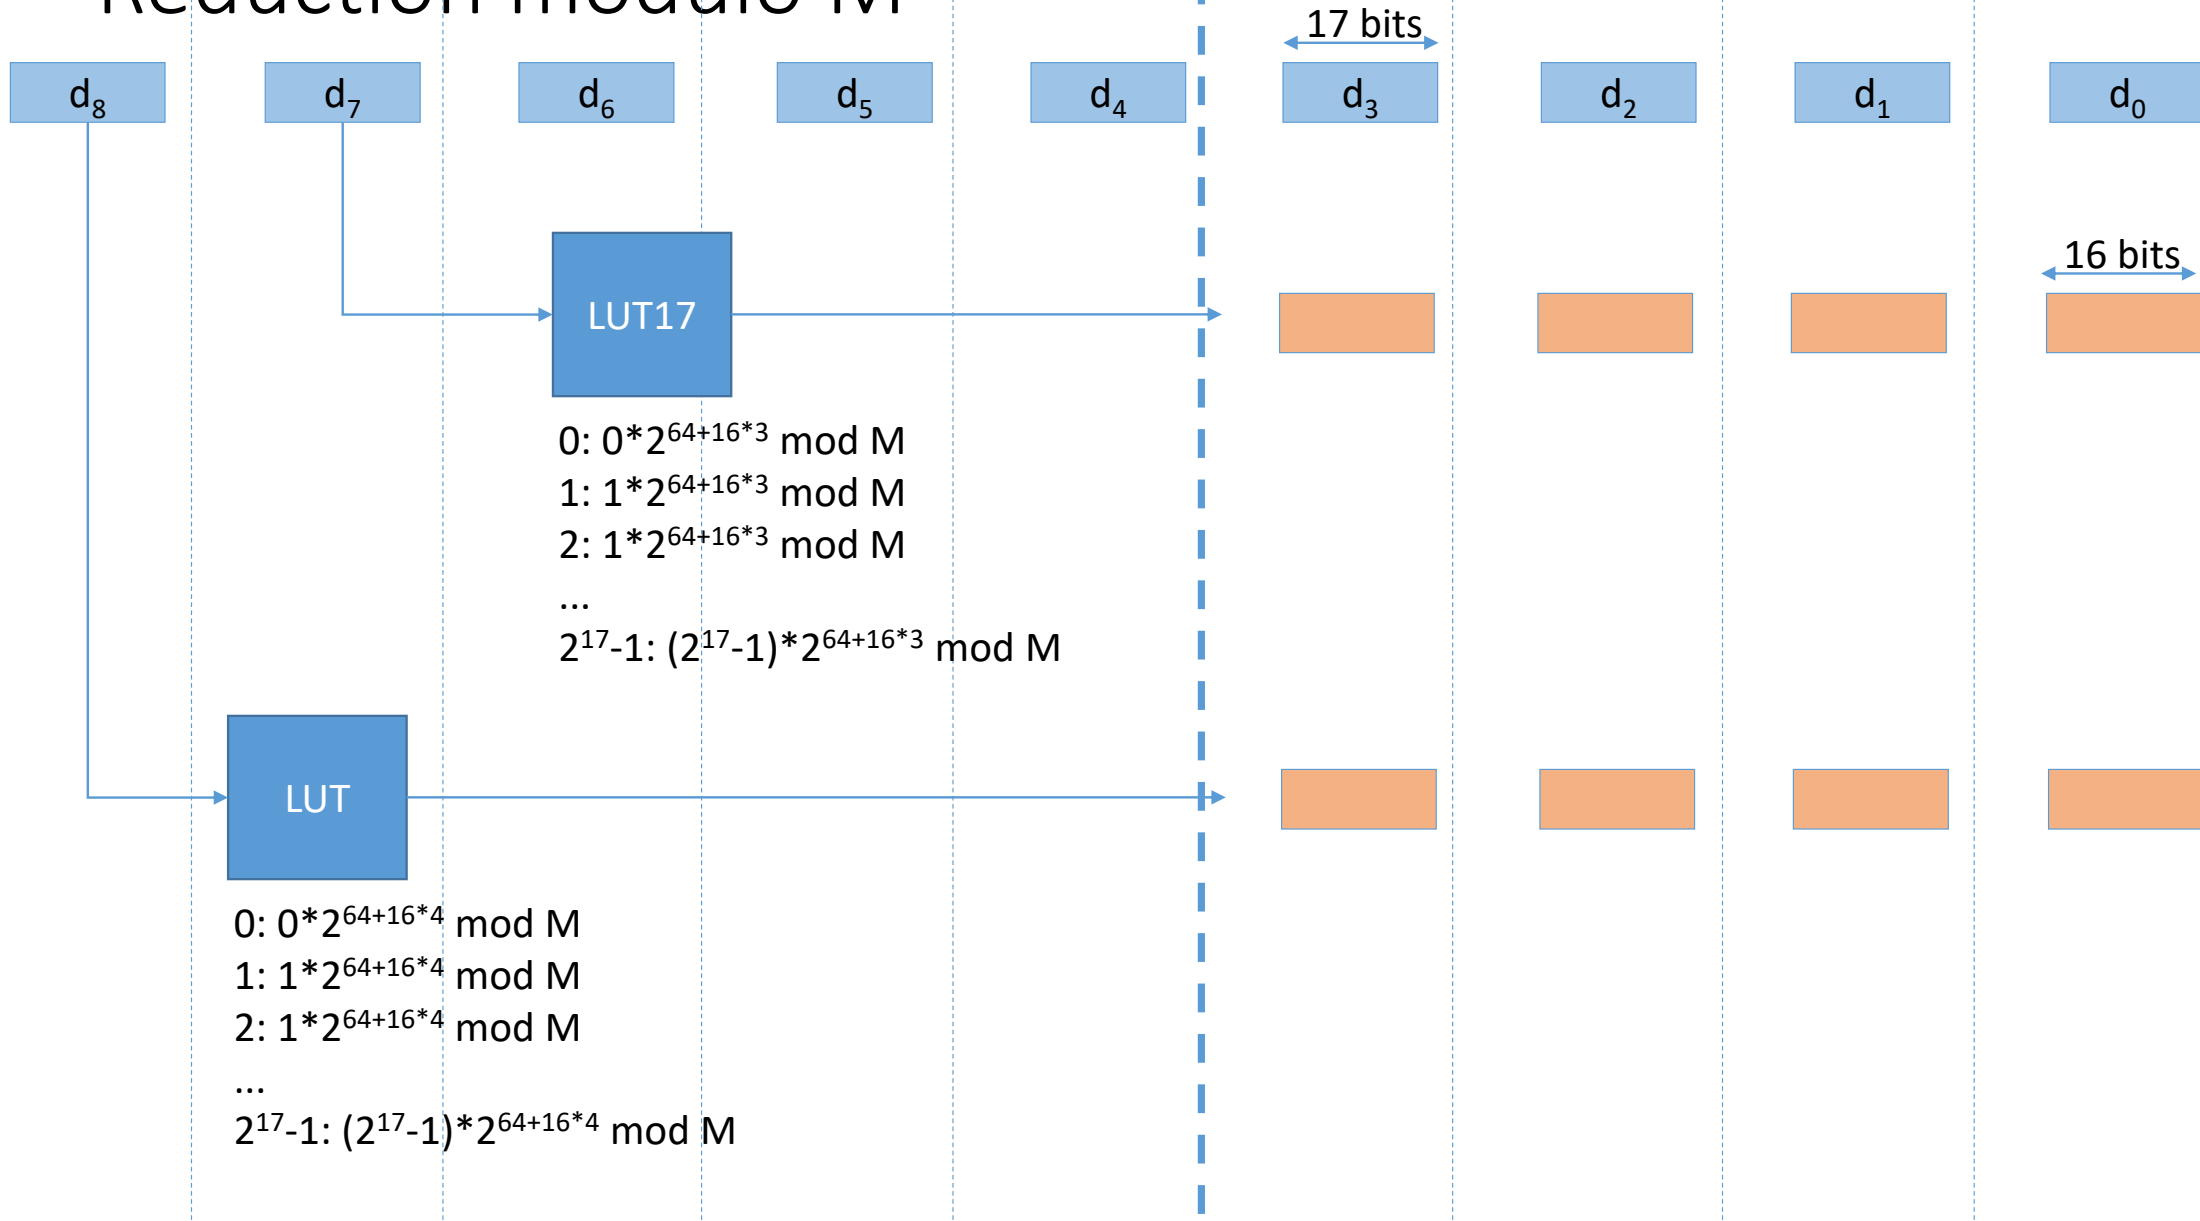 Reduction modulo M
17 bits
d₈ d₇ d₆ d₅ d₄ d₃ d₂ d₁ d₀
16 bits
LUT17
0: 0*2^{64+16*3} mod M
1: 1*2^{64+16*3} mod M
2: 1*2^{64+16*3} mod M
...
2^{17}-1: (2^{17}-1)*2^{64+16*3} mod M
LUT
0: 0*2^{64+16*4} mod M
1: 1*2^{64+16*4} mod M
2: 1*2^{64+16*4} mod M
...
2^{17}-1: (2^{17}-1)*2^{64+16*4} mod M